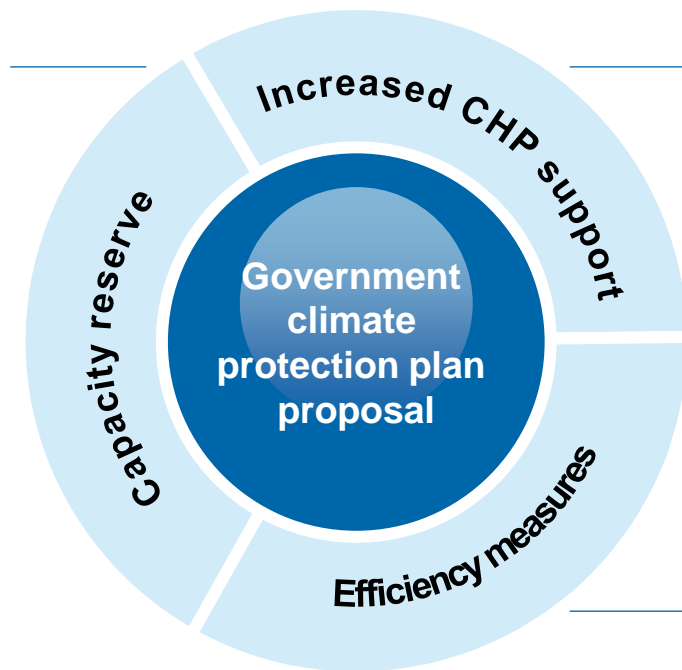 Increased CHP support
Capacity reserve
Government
climate
protection plan
proposal
Efficiency measures